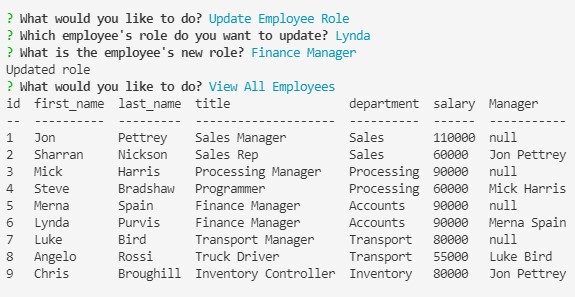 ? What would you like to do? Update Employee Role
? Which employee's role do you want to update? Lynda
? What is the employee's new role? Finance Manager
Updated role
? What would you like to do? View All Employees
id  first_name  last_name  title                 department  salary  Manager
--  ----------  ---------  --------------------  ----------  ------  -----------
1   Jon         Pettrey    Sales Manager         Sales       110000  null
2   Sharran     Nickson    Sales Rep             Sales       60000   Jon Pettrey
3   Mick        Harris     Processing Manager    Processing  90000   null
4   Steve       Bradshaw   Programmer            Processing  60000   Mick Harris
5   Merna       Spain      Finance Manager       Accounts    90000   null
6   Lynda       Purvis     Finance Manager       Accounts    90000   Merna Spain
7   Luke        Bird       Transport Manager     Transport   80000   null
8   Angelo      Rossi      Truck Driver          Transport   55000   Luke Bird
9   Chris       Broughill  Inventory Controller  Inventory   80000   Jon Pettrey